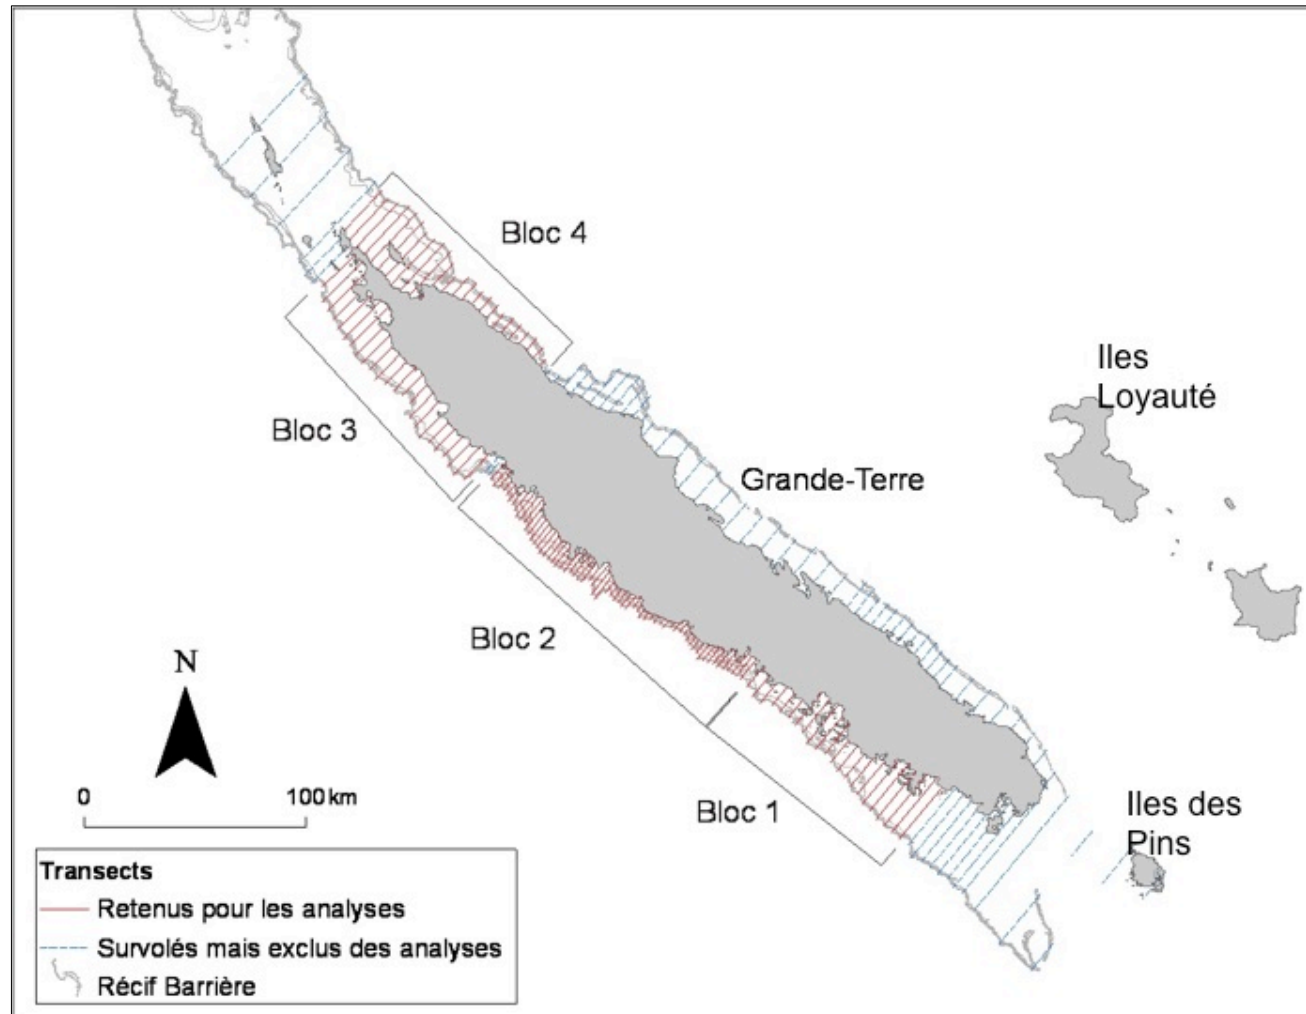 Bloc 4
Iles
Loyauté
Bloc 3
Grande-Terre
Bloc 2
N
0 100 km
Bloc 1
Iles des
Pins
Transects
Retenus pour les analyses
Survolés mais exclus des analyses
Récif Barrière